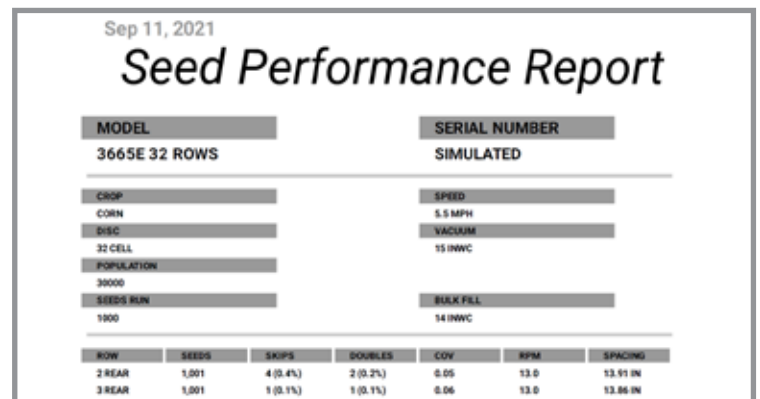 Sep 11, 2021
Seed Performance Report
MODEL SERIAL NUMBER
3665E 32 ROWS SIMULATED
CROP SPEED
CORN 5.5 MPH
DISC VACUUM
32 CELL 15 INWC
POPULATION
30000
SEEDS RUN BULK FILL
1000 14 INWC
ROW SEEDS SKIPS DOUBLES COV RPM SPACING
2 REAR 1,001 4 (0.4%) 2 (0.2%) 0.05 13.0 13.91 IN
3 REAR 1,001 1 (0.1%) 1 (0.1%) 0.06 13.0 13.86 IN